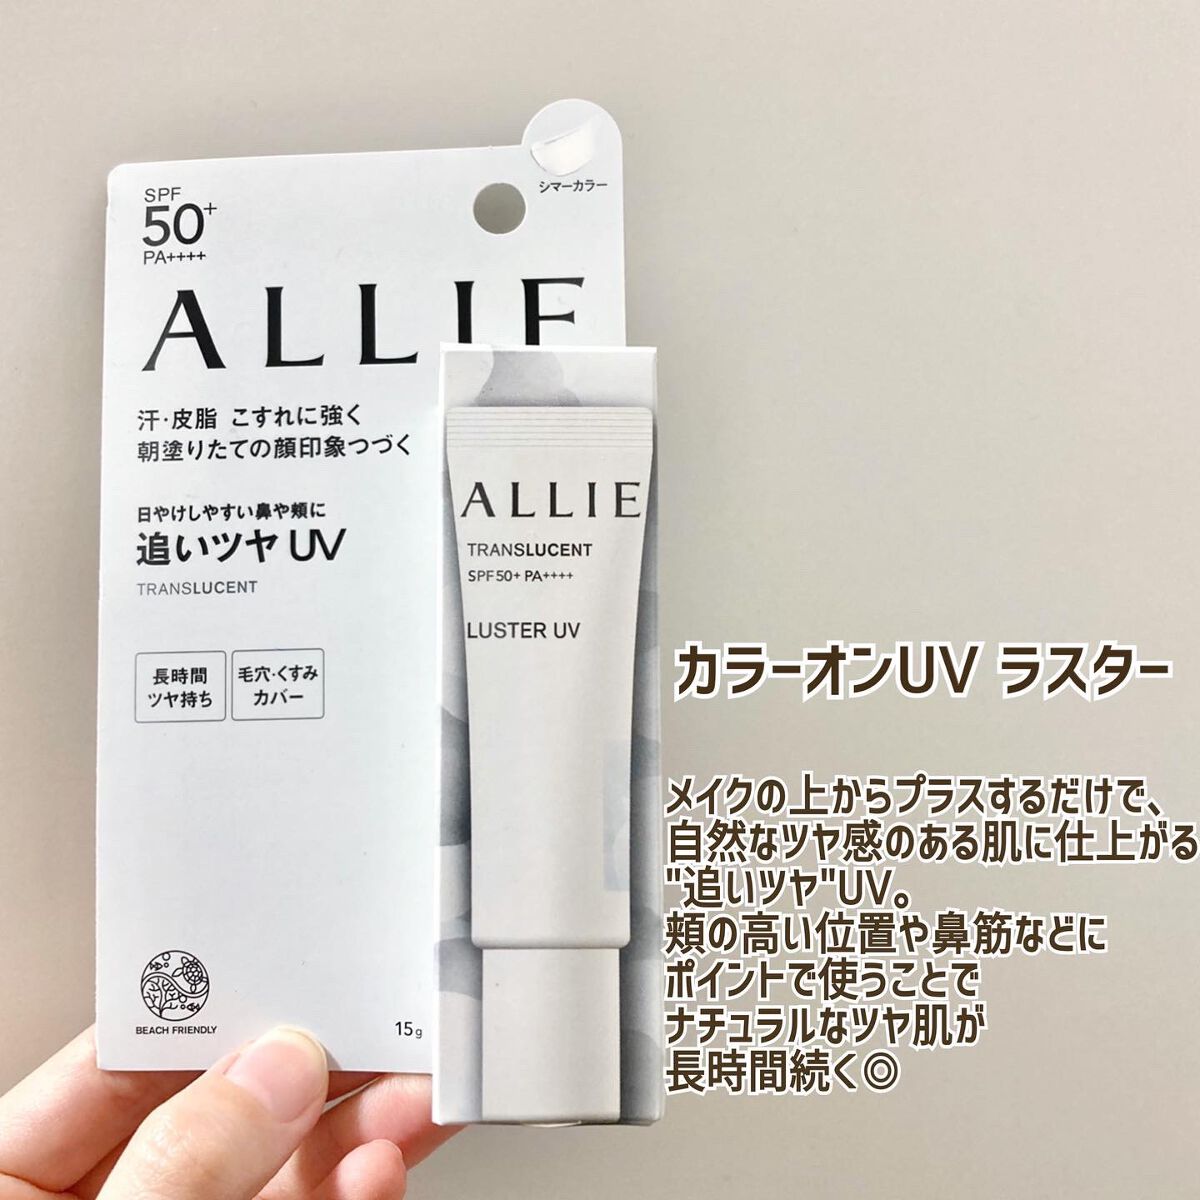 シマーカラー
SPF
50+
PA++++
ALLIE
汗・皮脂 こすれに強く
朝塗りたての顔印象つづく
日やけしやすい鼻や頬に
追いツヤ UV
TRANSLUCENT
長時間
ツヤ持ち
毛穴・くすみ
カバー
BEACH FRIENDLY
15g
ALLIE
TRANSLUCENT
SPF50+ PA++++
LUSTER UV
カラーオンUV ラスター
メイクの上からプラスするだけで、
自然なツヤ感のある肌に仕上がる
"追いツヤ"UV。
頬の高い位置や鼻筋などに
ポイントで使うことで
ナチュラルなツヤ肌が
長時間続く◎